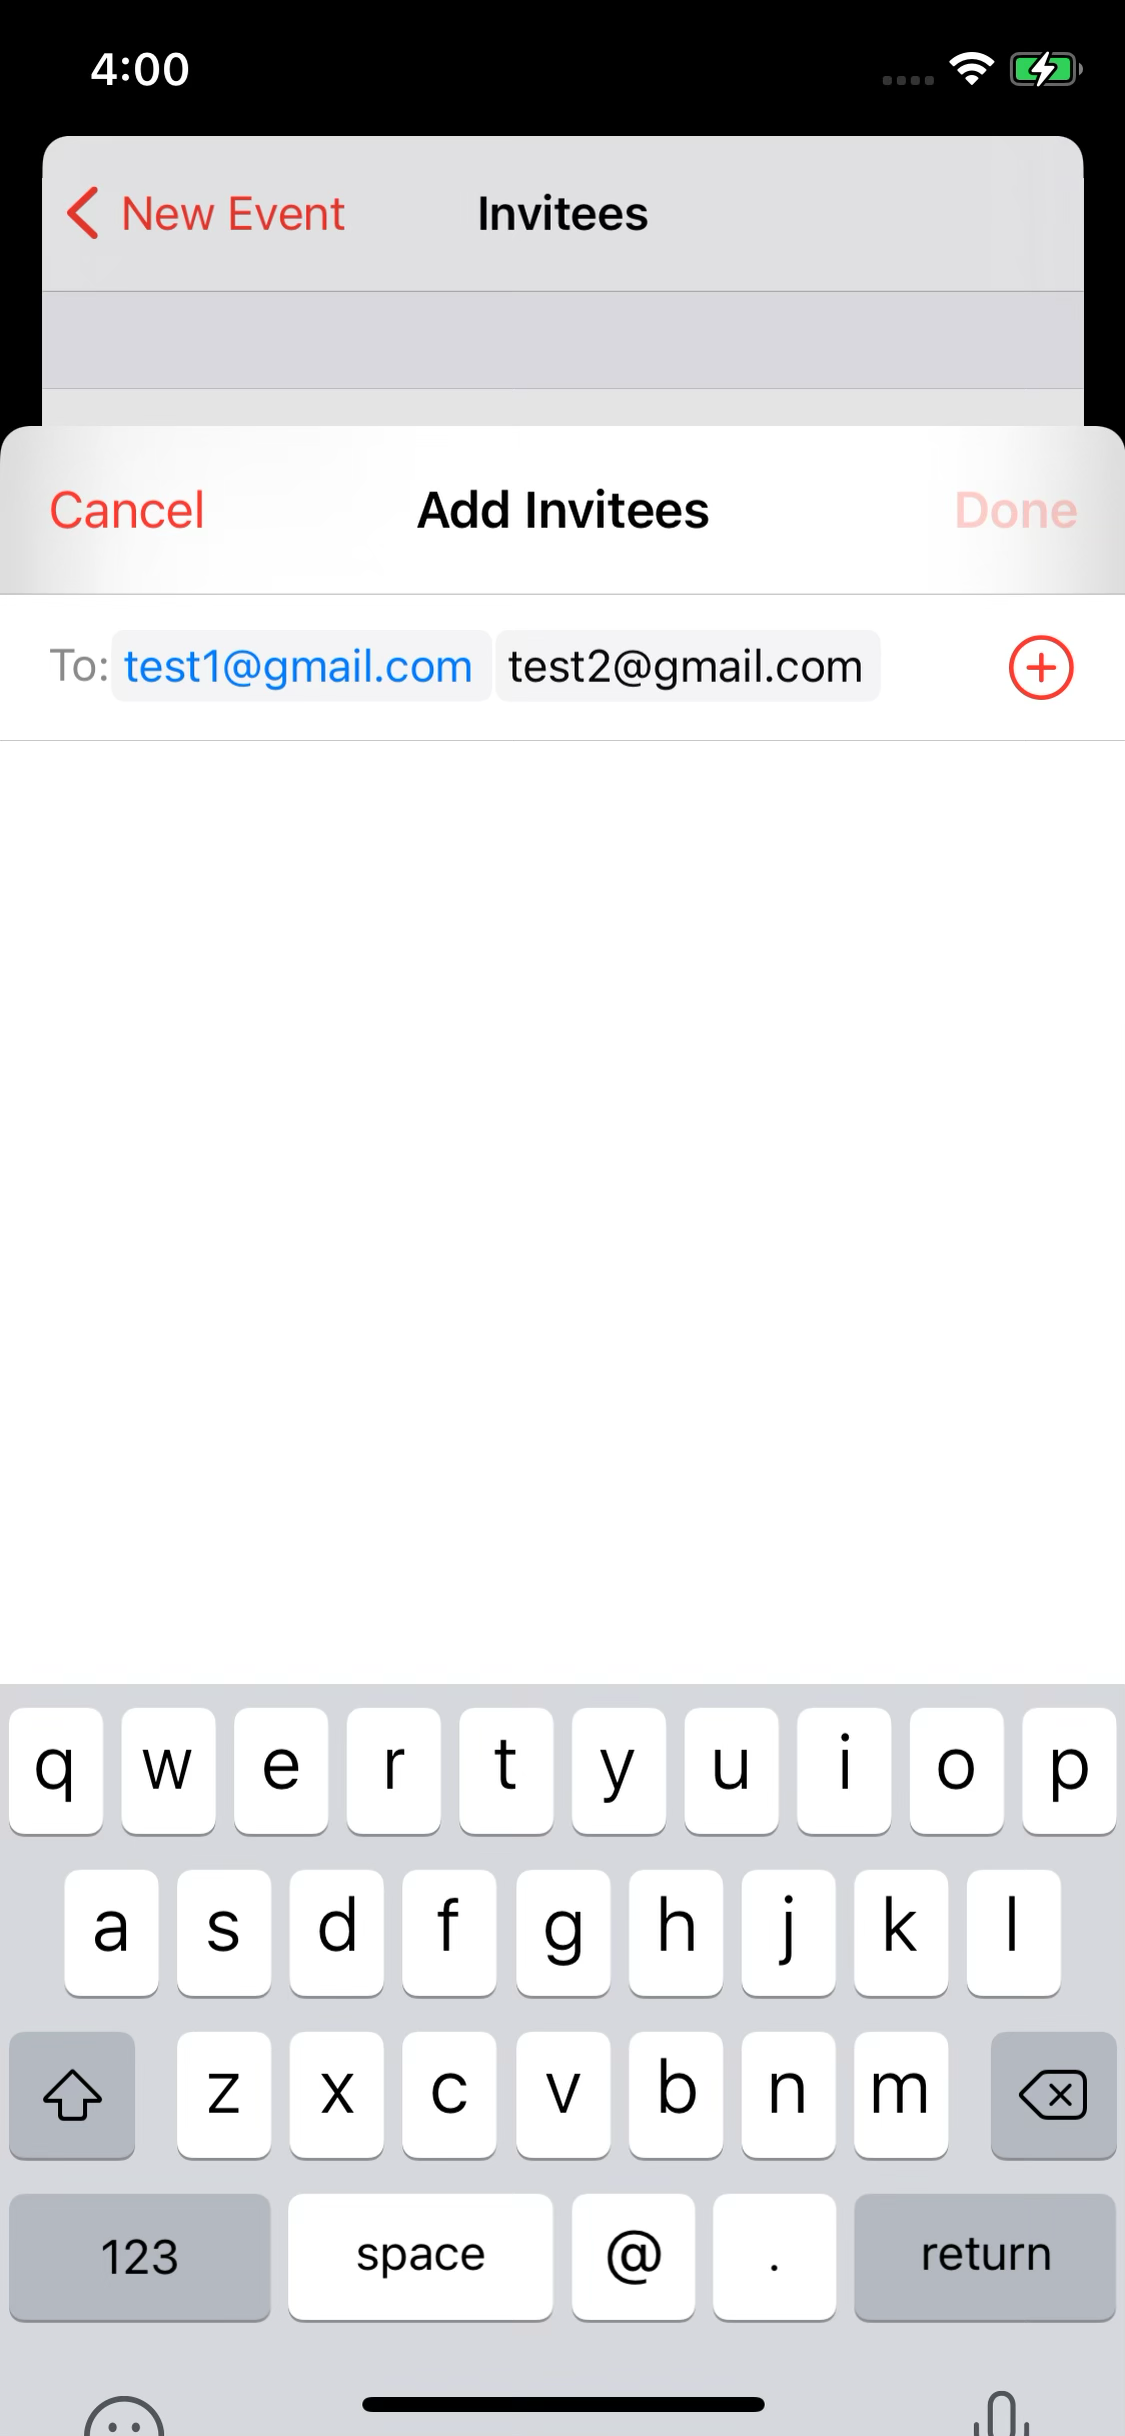 4:00
New Event Invitees
Cancel Add Invitees Done
To: test1@gmail.com test2@gmail.com
q w e r t y u i o p
a s d f g h j k l
z x c v b n m
123 space @ . return